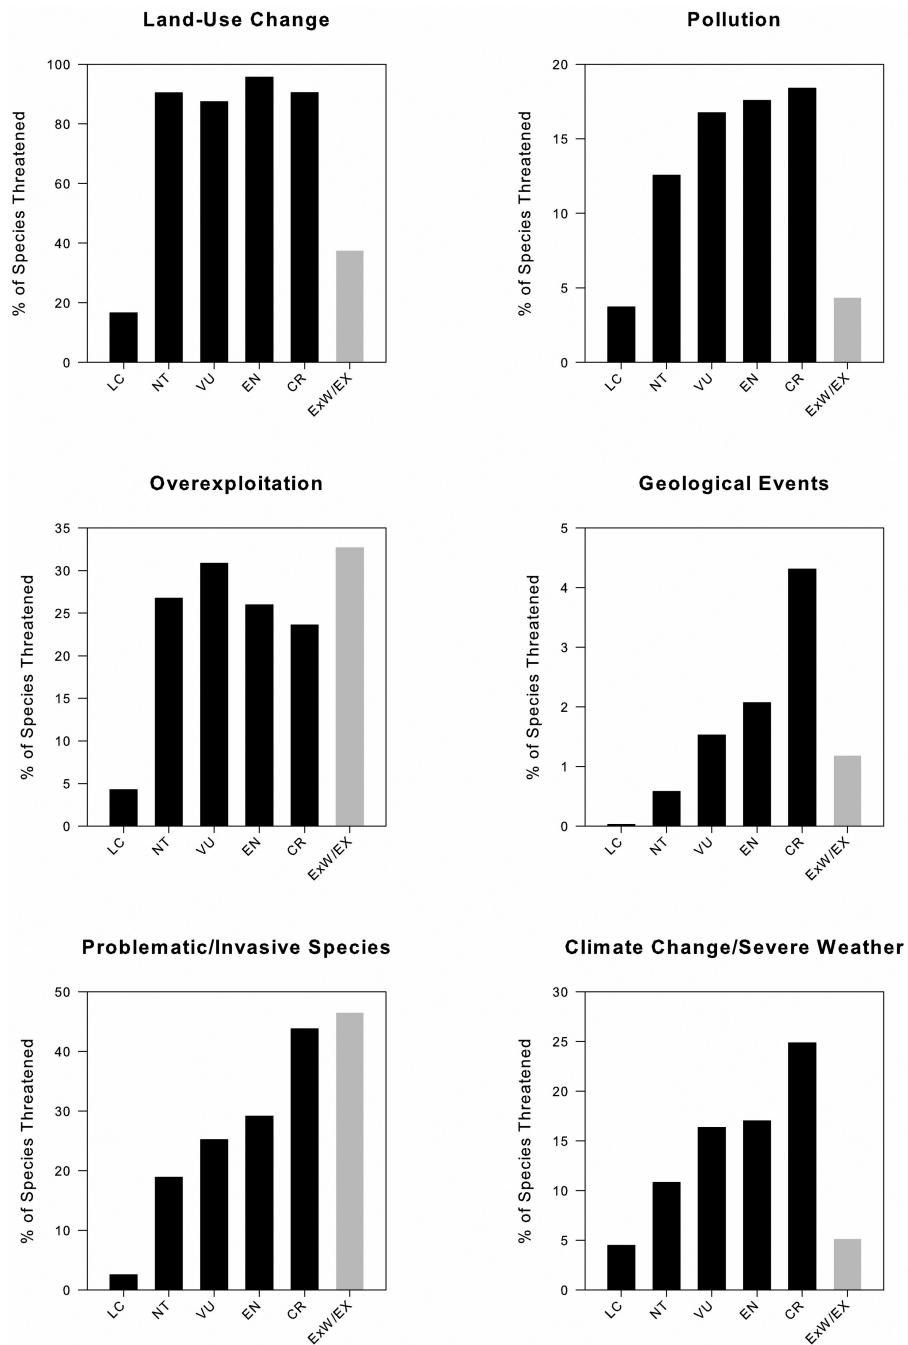 Land-Use Change
% of Species Threatened
100
80
60
40
20
0
LC
NT
VU
EN
CR
ExW/EX
Pollution
% of Species Threatened
20
15
10
5
0
LC
NT
VU
EN
CR
ExW/EX
Overexploitation
% of Species Threatened
35
30
25
20
15
10
5
0
LC
NT
VU
EN
CR
ExW/EX
Geological Events
% of Species Threatened
5
4
3
2
1
0
LC
NT
VU
EN
CR
ExW/EX
Problematic/Invasive Species
% of Species Threatened
50
40
30
20
10
0
LC
NT
VU
EN
CR
ExW/EX
Climate Change/Severe Weather
% of Species Threatened
30
25
20
15
10
5
0
LC
NT
VU
EN
CR
ExW/EX